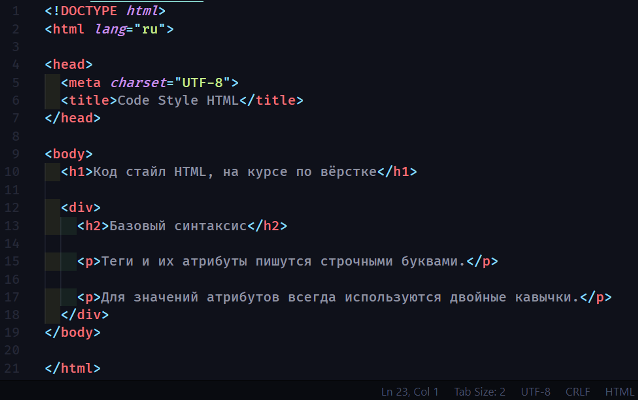 1 <!DOCTYPE html>
2 <html lang="ru">
3
4 <head>
5   <meta charset="UTF-8">
6   <title>Code Style HTML</title>
7 </head>
8
9 <body>
10   <h1>Код стайл HTML, на курсе по вёрстке</h1>
11
12   <div>
13     <h2>Базовый синтаксис</h2>
14
15     <p>Теги и их атрибуты пишутся строчными буквами.</p>
16
17     <p>Для значений атрибутов всегда используются двойные кавычки.</p>
18   </div>
19 </body>
20
21 </html>
Ln 23, Col 1 Tab Size: 2 UTF-8 CRLF HTML